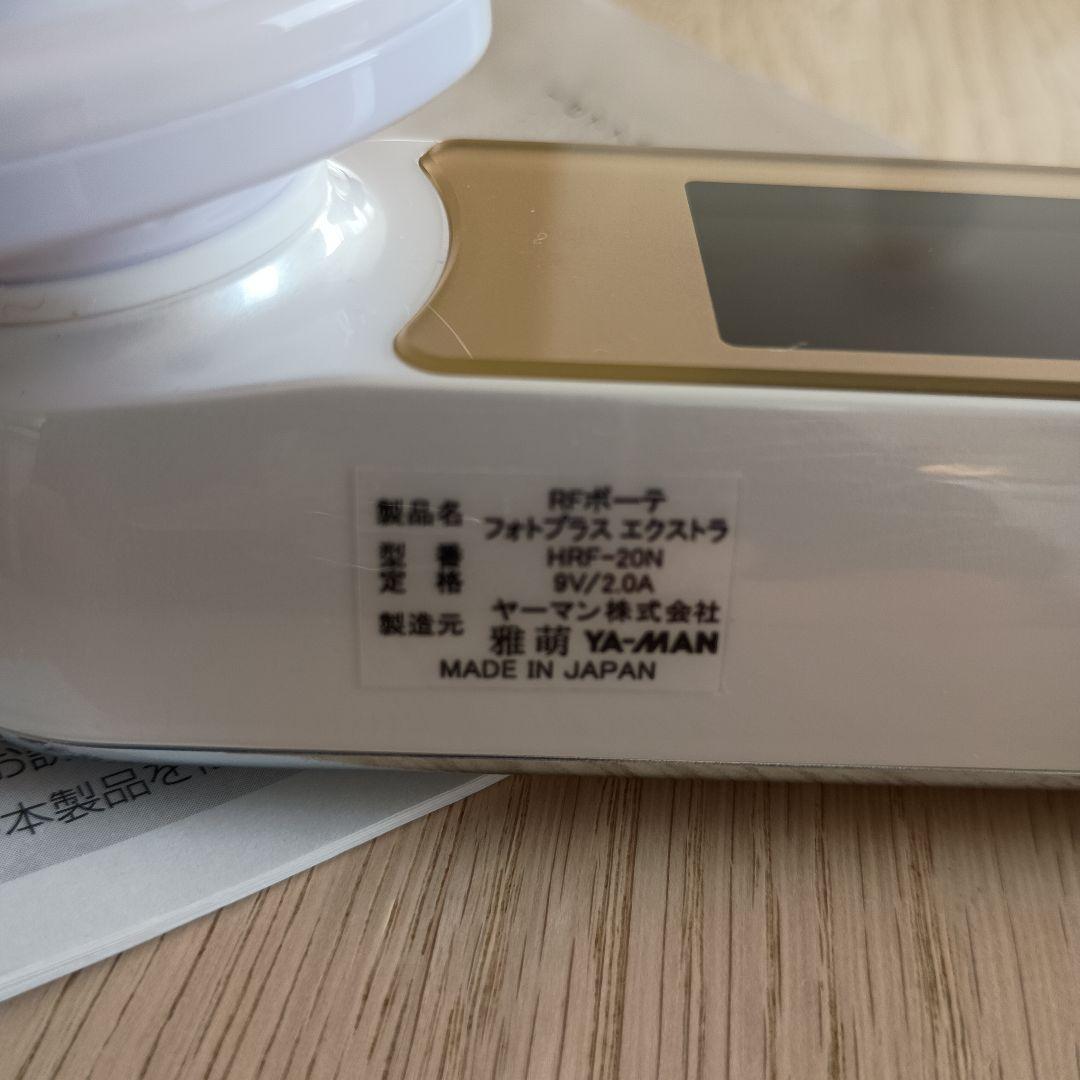 製品名 RFボーテ
フォトプラス エクストラ
型 番 HRF-20N
定 格 9V/2.0A
製造元 ヤーマン株式会社
雅萌 YA-MAN
MADE IN JAPAN
本製品を